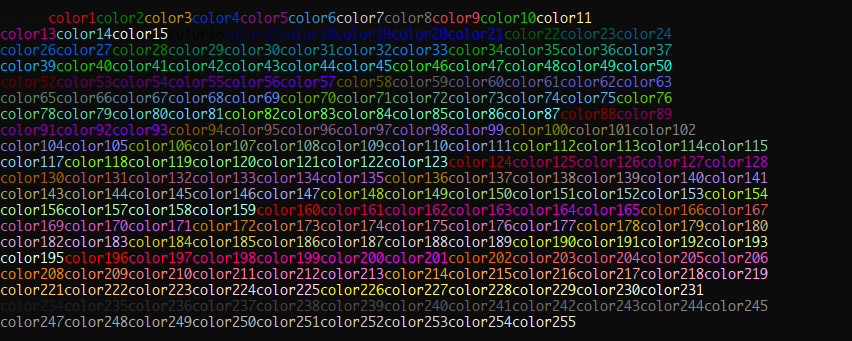 color1color2color3color4color5color6color7color8color9color10color11
color13color14color15color16color17color18color19color20color21color22color23color24
color26color27color28color29color30color31color32color33color34color35color36color37
color39color40color41color42color43color44color45color46color47color48color49color50
color52color53color54color55color56color57color58color59color60color61color62color63
color65color66color67color68color69color70color71color72color73color74color75color76
color78color79color80color81color82color83color84color85color86color87color88color89
color91color92color93color94color95color96color97color98color99color100color101color102
color104color105color106color107color108color109color110color111color112color113color114color115
color117color118color119color120color121color122color123color124color125color126color127color128
color130color131color132color133color134color135color136color137color138color139color140color141
color143color144color145color146color147color148color149color150color151color152color153color154
color156color157color158color159color160color161color162color163color164color165color166color167
color169color170color171color172color173color174color175color176color177color178color179color180
color182color183color184color185color186color187color188color189color190color191color192color193
color195color196color197color198color199color200color201color202color203color204color205color206
color208color209color210color211color212color213color214color215color216color217color218color219
color221color222color223color224color225color226color227color228color229color230color231
color234color235color236color237color238color239color240color241color242color243color244color245
color247color248color249color250color251color252color253color254color255